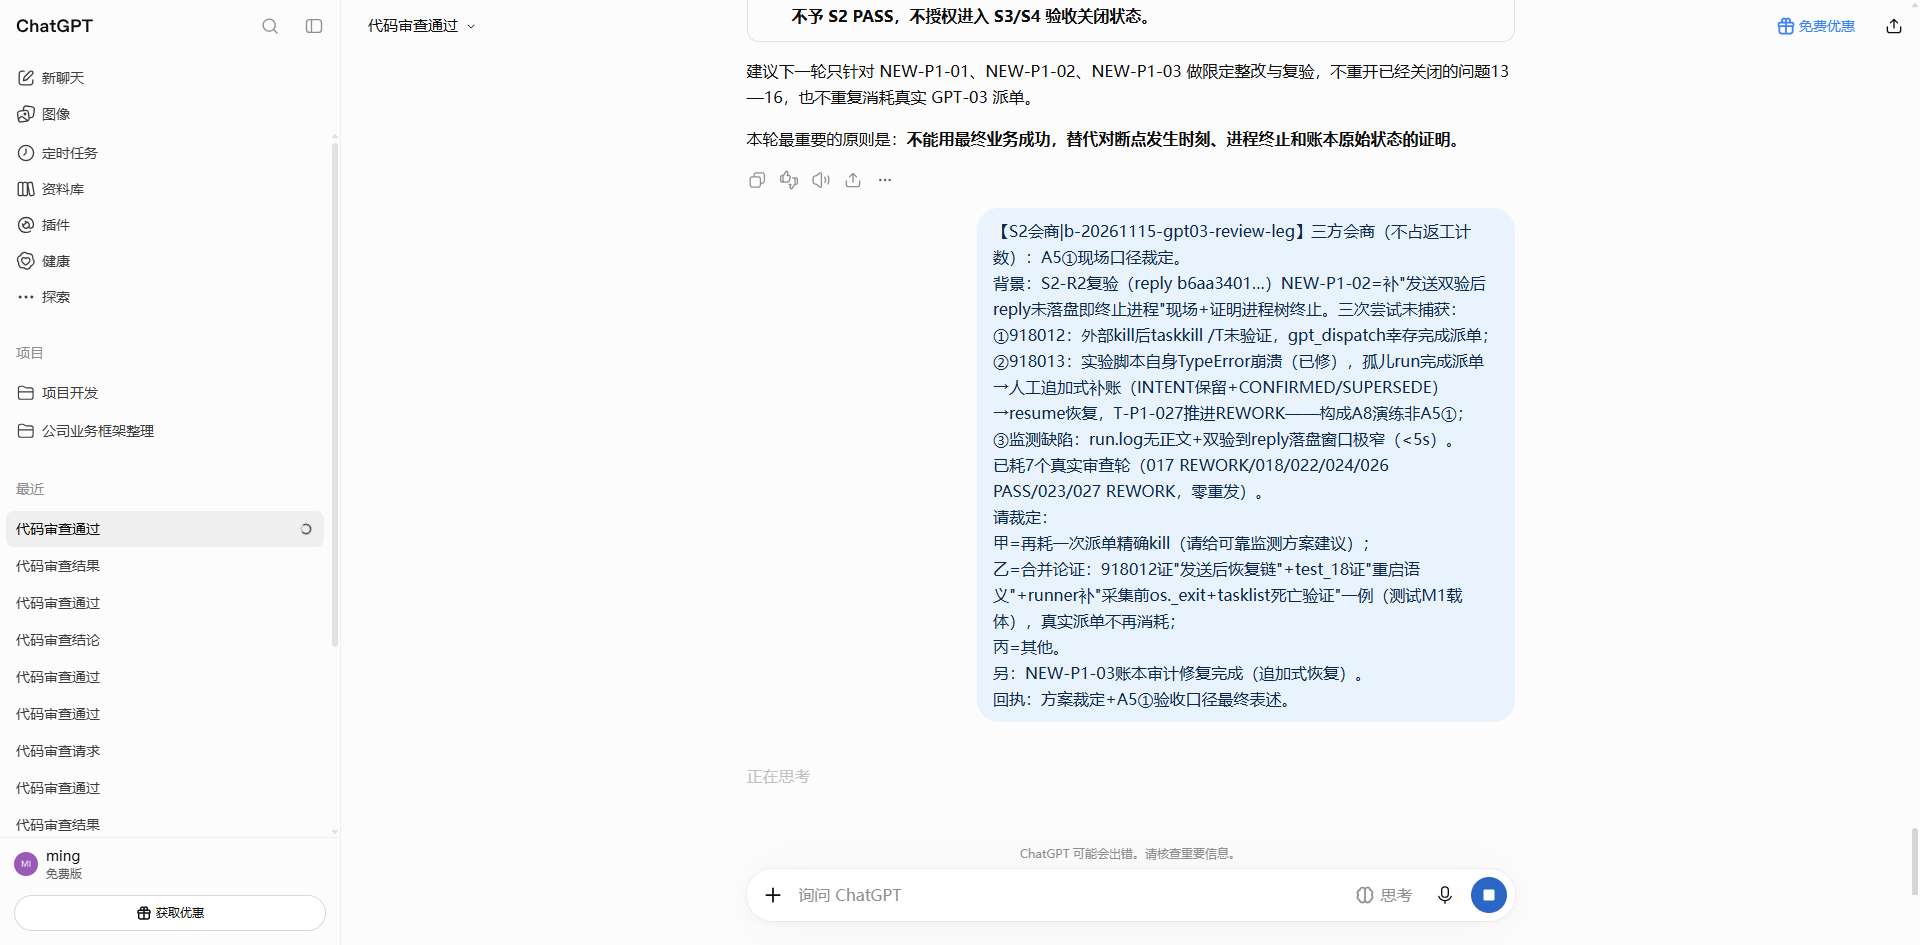 ChatGPT
新聊天
图像
定时任务
资料库
插件
健康
探索
项目
项目开发
公司业务框架整理
最近
代码审查通过
代码审查结果
代码审查通过
代码审查结论
代码审查通过
代码审查通过
代码审查请求
代码审查通过
代码审查结果
MI
ming
免费版
获取优惠
代码审查通过
免费优惠
不予 S2 PASS，不授权进入 S3/S4 验收关闭状态。
建议下一轮只针对 NEW-P1-01、NEW-P1-02、NEW-P1-03 做限定整改与复验，不重开已经关闭的问题13
—16，也不重复消耗真实 GPT-03 派单。
本轮最重要的原则是：不能用最终业务成功，替代对断点发生时刻、进程终止和账本原始状态的证明。
【S2会商|b-20261115-gpt03-review-leg】三方会商（不占返工计
数）：A5①现场口径裁定。
背景：S2-R2复验（reply b6aa3401...）NEW-P1-02=补"发送双验后
reply未落盘即终止进程"现场+证明进程树终止。三次尝试未捕获：
①918012：外部kill后taskkill /T未验证，gpt_dispatch幸存完成派单；
②918013：实验脚本自身TypeError崩溃（已修），孤儿run完成派单
→人工追加式补账（INTENT保留+CONFIRMED/SUPERSEDE）
→resume恢复，T-P1-027推进REWORK——构成A8演练非A5①；
③监测缺陷：run.log无正文+双验到reply落盘窗口极窄（<5s）。
已耗7个真实审查轮（017 REWORK/018/022/024/026
PASS/023/027 REWORK，零重发）。
请裁定：
甲=再耗一次派单精确kill（请给可靠监测方案建议）；
乙=合并论证：918012证"发送后恢复链"+test_18证"重启语
义"+runner补"采集前os._exit+tasklist死亡验证"一例（测试M1载
体），真实派单不再消耗；
丙=其他。
另：NEW-P1-03账本审计修复完成（追加式恢复）。
回执：方案裁定+A5①验收口径最终表述。
正在思考
ChatGPT 可能会出错。请核查重要信息。
询问 ChatGPT
思考